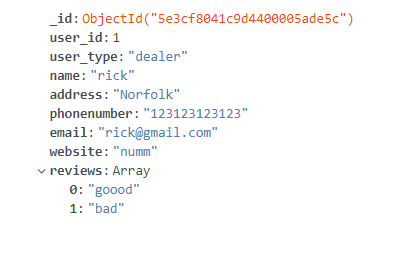 _id: ObjectId("5e3cf8041c9d4400005ade5c")
user_id: 1
user_type: "dealer"
name: "rick"
address: "Norfolk"
phonenumber: "123123123123"
email: "rick@gmail.com"
website: "numm"
reviews: Array
0: "goood"
1: "bad"